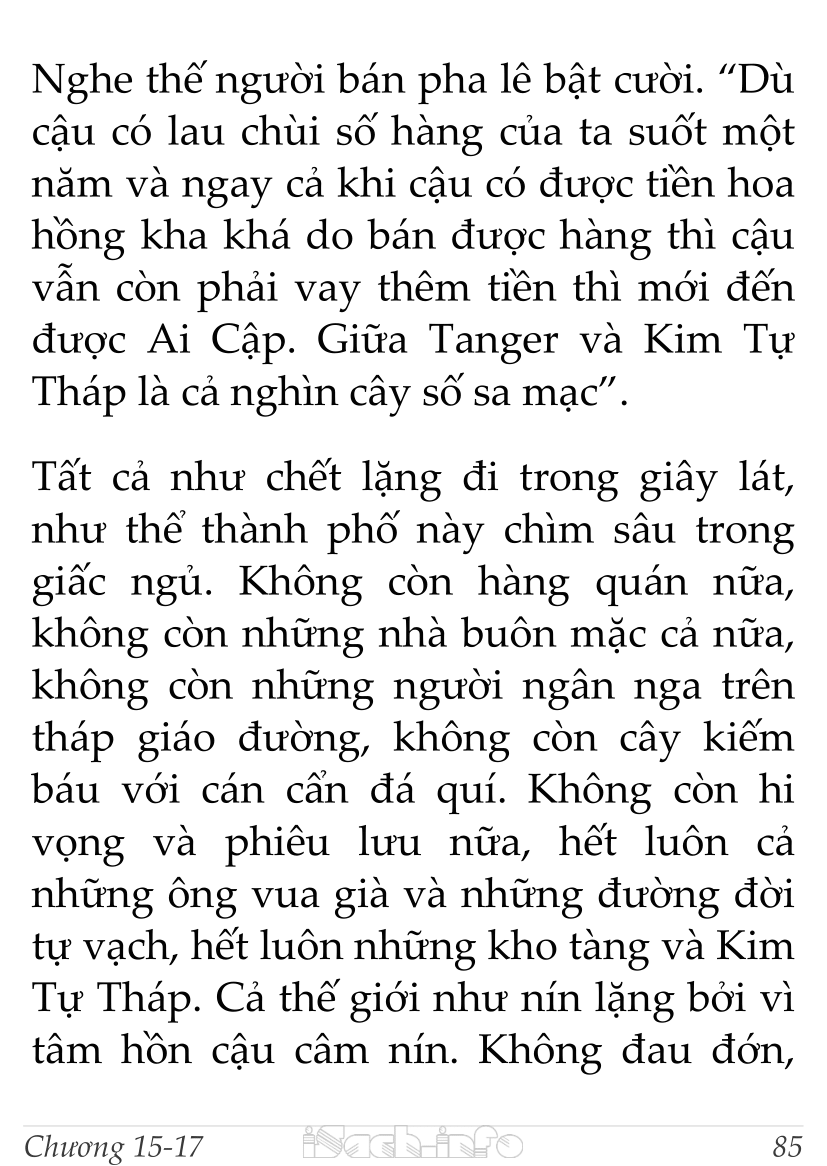 Nghe thế người bán pha lê bật cười. “Dù
cậu có lau chùi số hàng của ta suốt một
năm và ngay cả khi cậu có được tiền hoa
hồng kha khá do bán được hàng thì cậu
vẫn còn phải vay thêm tiền thì mới đến
được Ai Cập. Giữa Tanger và Kim Tự
Tháp là cả nghìn cây số sa mạc”.
Tất cả như chết lặng đi trong giây lát,
như thể thành phố này chìm sâu trong
giấc ngủ. Không còn hàng quán nữa,
không còn những nhà buôn mặc cả nữa,
không còn những người ngân nga trên
tháp giáo đường, không còn cây kiếm
báu với cán cẩn đá quí. Không còn hi
vọng và phiêu lưu nữa, hết luôn cả
những ông vua già và những đường đời
tự vạch, hết luôn những kho tàng và Kim
Tự Tháp. Cả thế giới như nín lặng bởi vì
tâm hồn cậu câm nín. Không đau đớn,
Chương 15-17 iSach.info 85